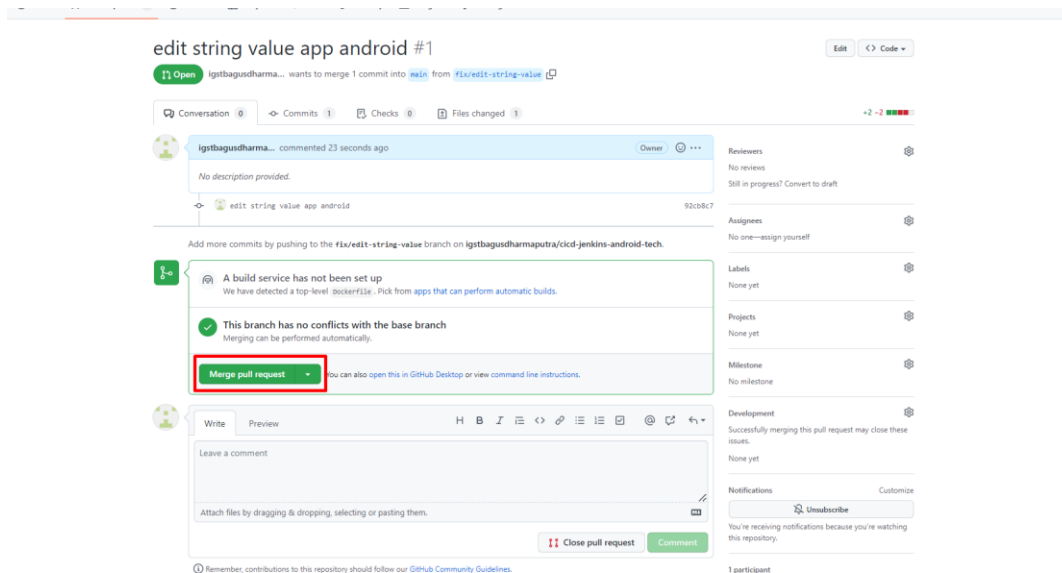 edit string value app android #1
Edit
<> Code
Open
igstbagusdharma... wants to merge 1 commit into main from fix/edit-string-value
Conversation 0
Commits 1
Checks 0
Files changed 1
+2 −2
igstbagusdharma... commented 23 seconds ago
Owner
No description provided.
edit string value app android
92cb8c7
Add more commits by pushing to the fix/edit-string-value branch on igstbagusdharmaputra/cicd-jenkins-android-tech.
A build service has not been set up
We have detected a top-level Dockerfile. Pick from apps that can perform automatic builds.
This branch has no conflicts with the base branch
Merging can be performed automatically.
Merge pull request
You can also open this in GitHub Desktop or view command line instructions.
Write
Preview
H B I
Leave a comment
Attach files by dragging & dropping, selecting or pasting them.
Close pull request
Comment
Remember, contributions to this repository should follow our GitHub Community Guidelines.
Reviewers
No reviews
Still in progress? Convert to draft
Assignees
No one—assign yourself
Labels
None yet
Projects
None yet
Milestone
No milestone
Development
Successfully merging this pull request may close these
issues.
None yet
Notifications
Customize
Unsubscribe
You're receiving notifications because you're watching
this repository.
1 participant